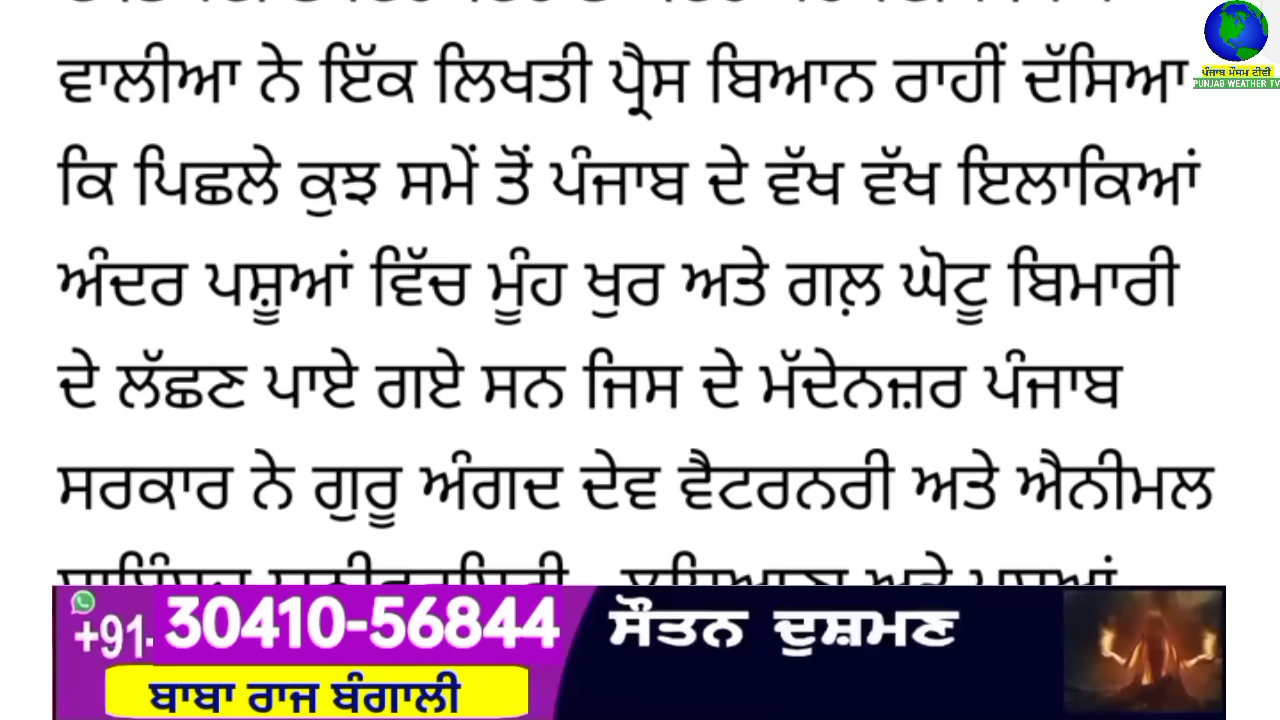 ਵਾਲੀਆ ਨੇ ਇੱਕ ਲਿਖਤੀ ਪ੍ਰੈਸ ਬਿਆਨ ਰਾਹੀਂ ਦੱਸਿਆ
ਕਿ ਪਿਛਲੇ ਕੁਝ ਸਮੇਂ ਤੋਂ ਪੰਜਾਬ ਦੇ ਵੱਖ ਵੱਖ ਇਲਾਕਿਆਂ
ਅੰਦਰ ਪਸ਼ੂਆਂ ਵਿੱਚ ਮੂੰਹ ਖੁਰ ਅਤੇ ਗਲ਼ ਘੋਟੂ ਬਿਮਾਰੀ
ਦੇ ਲੱਛਣ ਪਾਏ ਗਏ ਸਨ ਜਿਸ ਦੇ ਮੱਦੇਨਜ਼ਰ ਪੰਜਾਬ
ਸਰਕਾਰ ਨੇ ਗੁਰੂ ਅੰਗਦ ਦੇਵ ਵੈਟਰਨਰੀ ਅਤੇ ਐਨੀਮਲ
ਪੰਜਾਬ ਮੌਸਮ ਟੀਵੀ
PUNJAB WEATHER TV
+91- 30410-56844
ਬਾਬਾ ਰਾਜ ਬੰਗਾਲੀ
ਸੌਤਨ ਦੁਸ਼ਮਣ